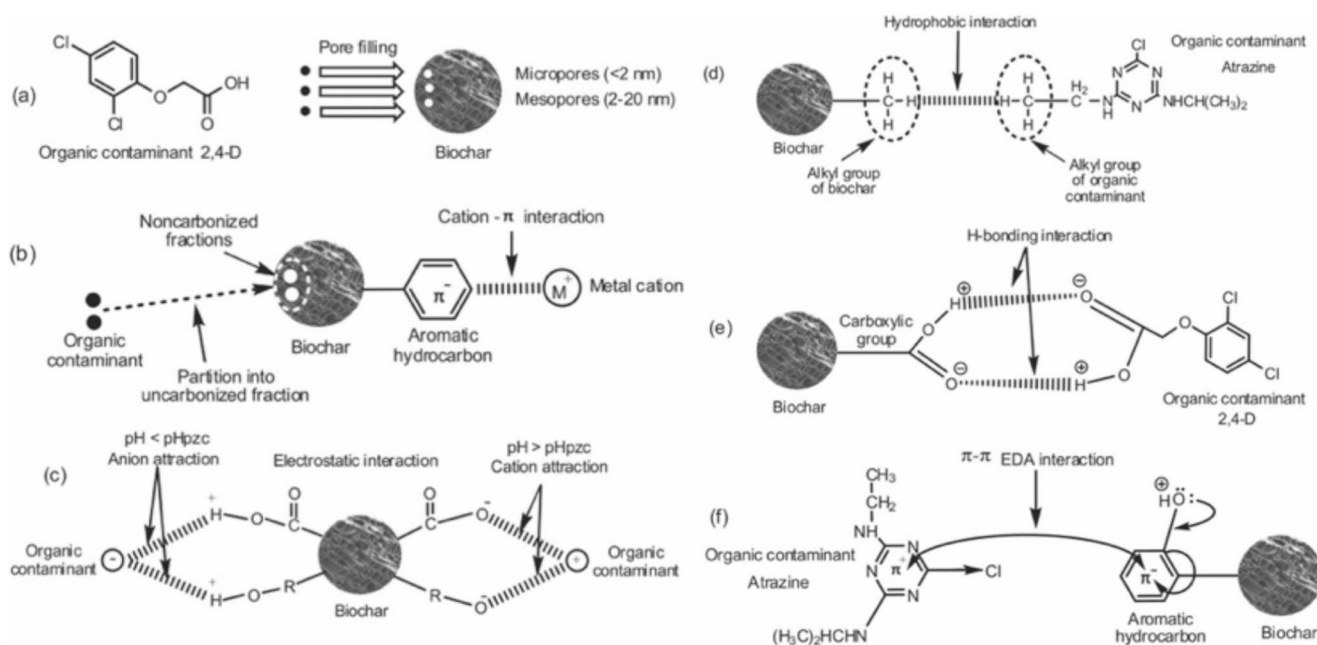 (a)
Cl
Cl
O
OH
O
Organic contaminant 2,4-D
Pore filling
Micropores (<2 nm)
Mesopores (2-20 nm)
Biochar
(b)
Noncarbonized
fractions
Cation - π interaction
Organic
contaminant
Partition into
uncarbonized fraction
Biochar
π-
Aromatic
hydrocarbon
M+
Metal cation
(c)
pH < pHpzc
Anion attraction
Electrostatic interaction
pH > pHpzc
Cation attraction
Organic
contaminant
-
+
H
O
C
O
+
H
O
R
Biochar
O
C
O-
R
O-
+
Organic
contaminant
(d)
Hydrophobic interaction
Biochar
H
C
H
H
H
C
H
H
H2
C
N
H
Cl
N
N
N
NHCH(CH3)2
Organic contaminant
Atrazine
Alkyl group
of biochar
Alkyl group
of organic
contaminant
(e)
H-bonding interaction
Carboxylic
group
Biochar
⊕
H
O
O
⊖
⊖
O
⊕
H
O
O
Cl
Cl
Organic contaminant
2,4-D
(f)
π-π EDA interaction
CH3
CH2
NH
N
N
N
π+
Cl
(H3C)2HCHN
Organic contaminant
Atrazine
⊕
HO:
π-
Aromatic
hydrocarbon
Biochar